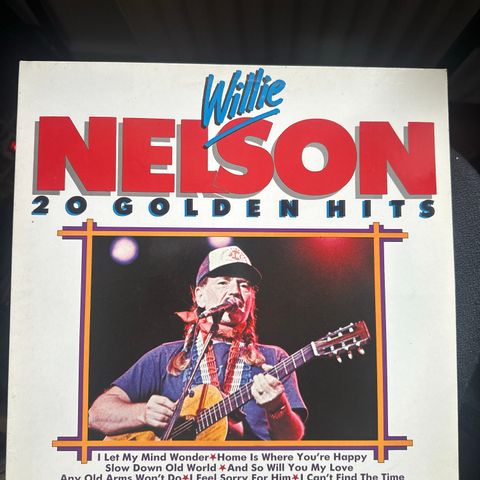 Willie
NELSON
20 GOLDEN HITS
I Let My Mind Wonder★Home Is Where You're Happy
Slow Down Old World ★And So Will You My Love
Any Old Arms Won't Do★I Feel Sorry For Him★I Can't Find The Time